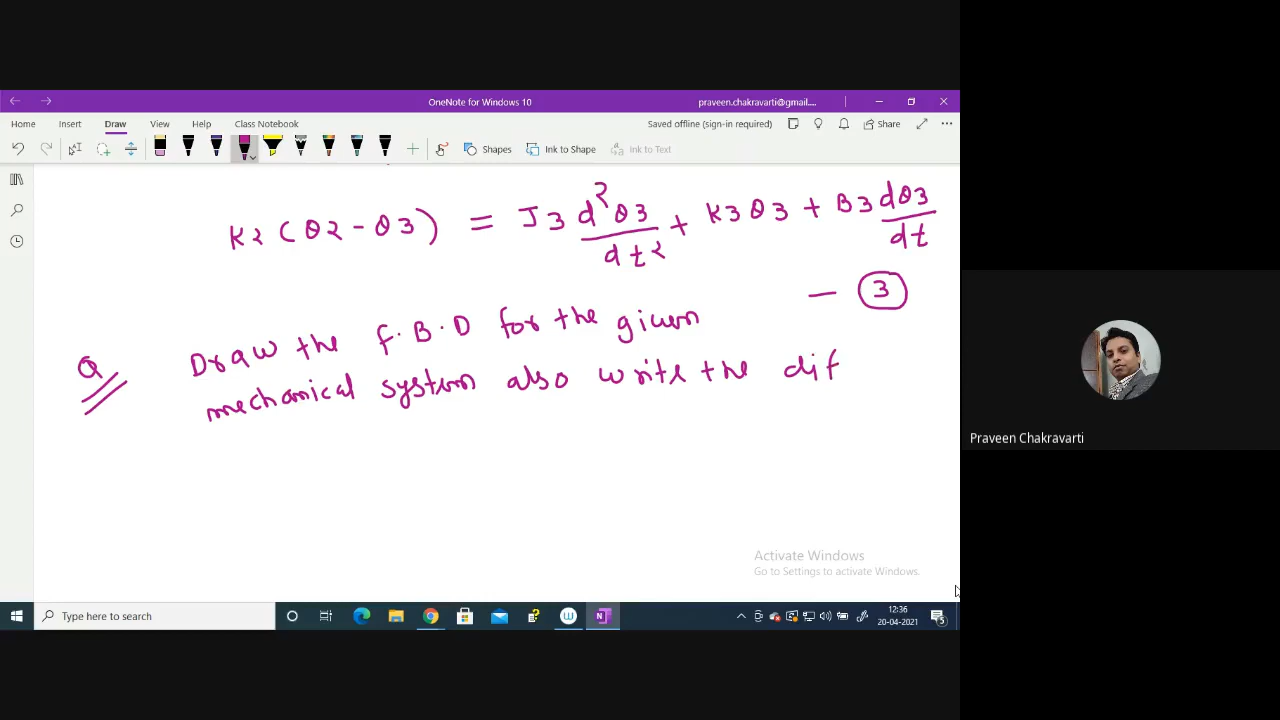 OneNote for Windows 10
praveen.chakravarti@gmail....
Home Insert Draw View Help Class Notebook
Saved offline (sign-in required)
Share
Shapes Ink to Shape Ink to Text
K2 (θ2 - θ3) = J3 d²θ3/dt² + K3 θ3 + B3 dθ3/dt
— 3
Q Draw the F.B.D for the given
mechanical system also write the dif
Praveen Chakravarti
Activate Windows
Go to Settings to activate Windows.
Type here to search
12:36
20-04-2021
5